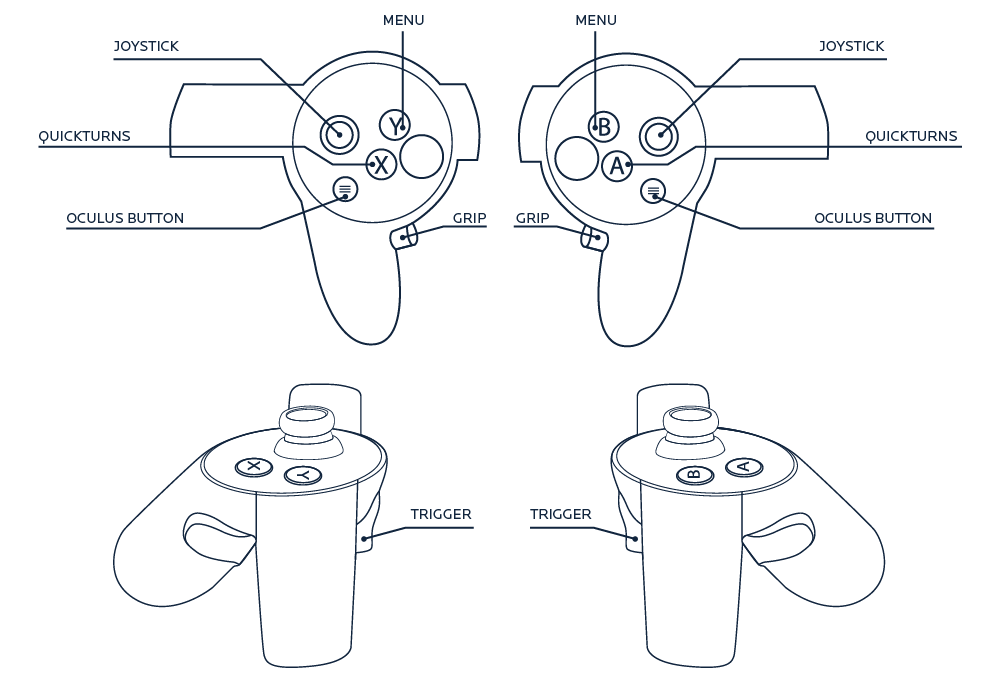 MENU
MENU
JOYSTICK
JOYSTICK
Y
B
QUICKTURNS
QUICKTURNS
X
A
OCULUS BUTTON
GRIP
GRIP
OCULUS BUTTON
X
Y
B
A
TRIGGER
TRIGGER